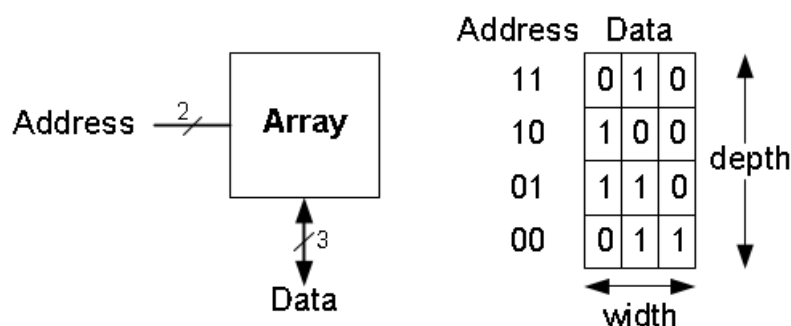 Address
2
Array
3
Data
Address Data
11 0 1 0
10 1 0 0
01 1 1 0
00 0 1 1
depth
width